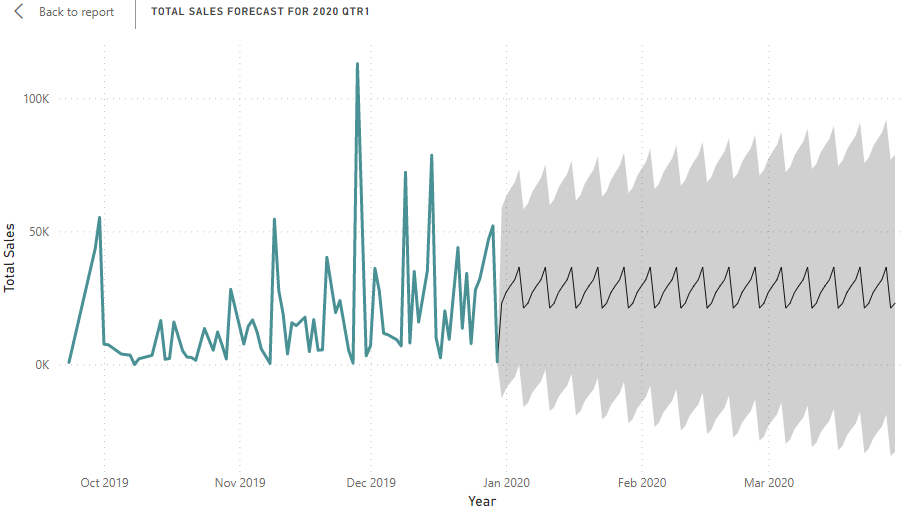 Back to report
TOTAL SALES FORECAST FOR 2020 QTR1
100K
50K
0K
Total Sales
Oct 2019
Nov 2019
Dec 2019
Jan 2020
Feb 2020
Mar 2020
Year